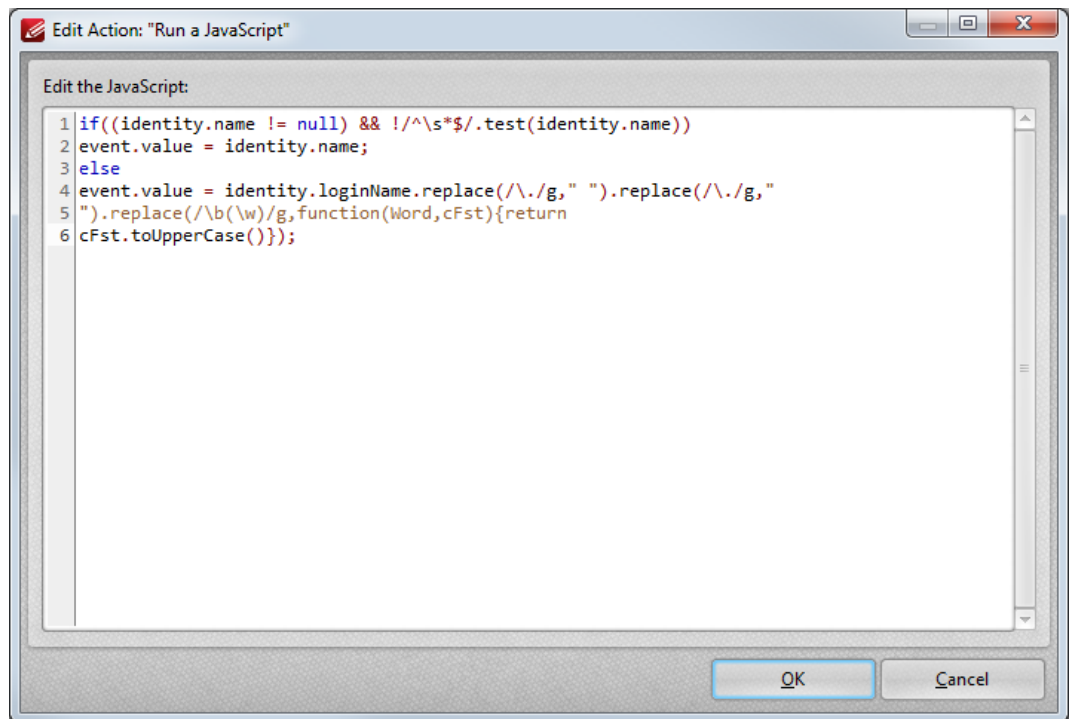 Edit Action: "Run a JavaScript"
Edit the JavaScript:
1 if((identity.name != null) && !/^\s*$/.test(identity.name))
2 event.value = identity.name;
3 else
4 event.value = identity.loginName.replace(/\./g," ").replace(/\./g,"
5 ").replace(/\b(\w)/g,function(Word,cFst){return
6 cFst.toUpperCase()});
OK
Cancel